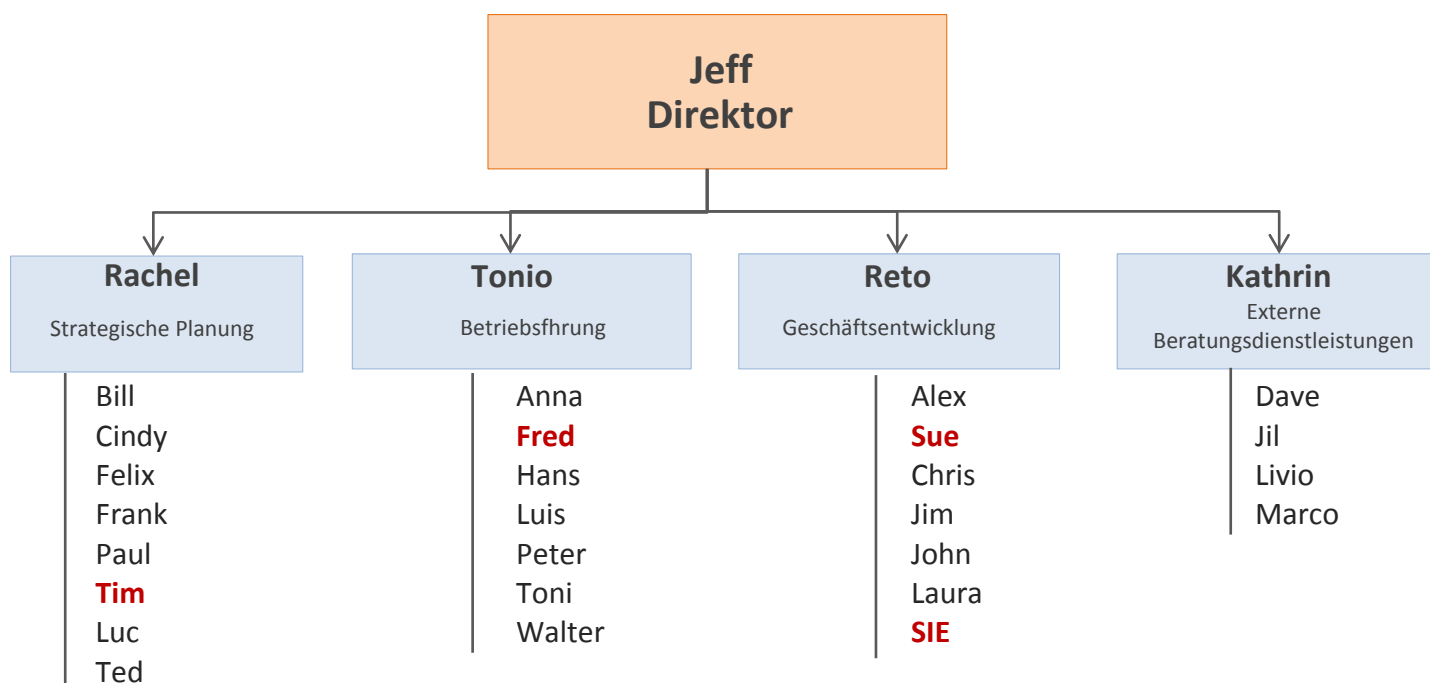 Jeff
Direktor
Rachel
Strategische Planung
Bill
Cindy
Felix
Frank
Paul
Tim
Luc
Ted
Tonio
Betriebsfhrung
Anna
Fred
Hans
Luis
Peter
Toni
Walter
Reto
Geschäftsentwicklung
Alex
Sue
Chris
Jim
John
Laura
SIE
Kathrin
Externe
Beratungsdienstleistungen
Dave
Jil
Livio
Marco